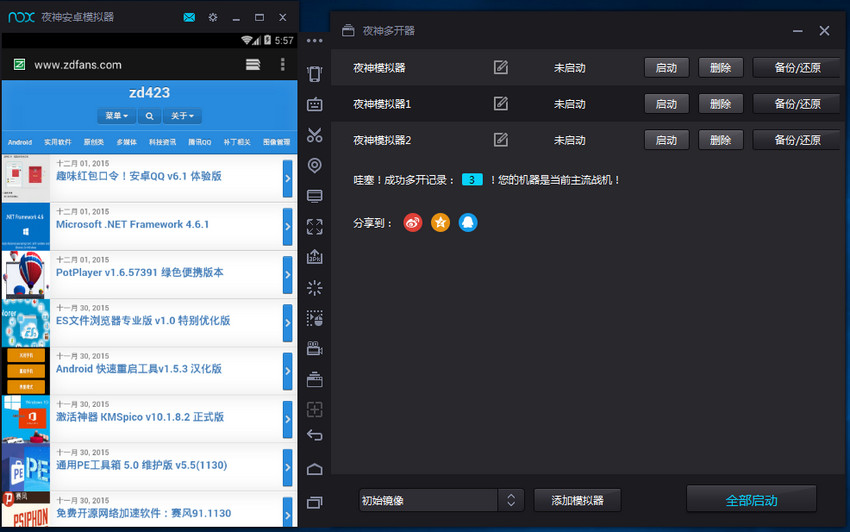 nox 夜神安卓模拟器
5:57
www.zdfans.com
zd423
菜单 关于
Android 实用软件 原创类 多媒体 科技资讯 腾讯QQ 补丁相关 图像管理
十二月 01, 2015
趣味红包口令！安卓QQ v6.1 体验版
十二月 01, 2015
Microsoft .NET Framework 4.6.1
十二月 01, 2015
PotPlayer v1.6.57391 绿色便携版本
十一月 30, 2015
ES文件浏览器专业版 v1.0 特别优化版
十一月 30, 2015
Android 快速重启工具v1.5.3 汉化版
十一月 30, 2015
激活神器 KMSpico v10.1.8.2 正式版
十一月 30, 2015
通用PE工具箱 5.0 维护版 v5.5(1130)
十一月 30, 2015
免费开源网络加速软件：赛风91.1130
.NET Framework 4.6
PE
赛风
PSIPHON
夜神多开器
夜神模拟器 未启动 启动 删除 备份/还原
夜神模拟器1 未启动 启动 删除 备份/还原
夜神模拟器2 未启动 启动 删除 备份/还原
哇塞！成功多开记录： 3 ！您的机器是当前主流战机！
分享到：
初始镜像 添加模拟器 全部启动